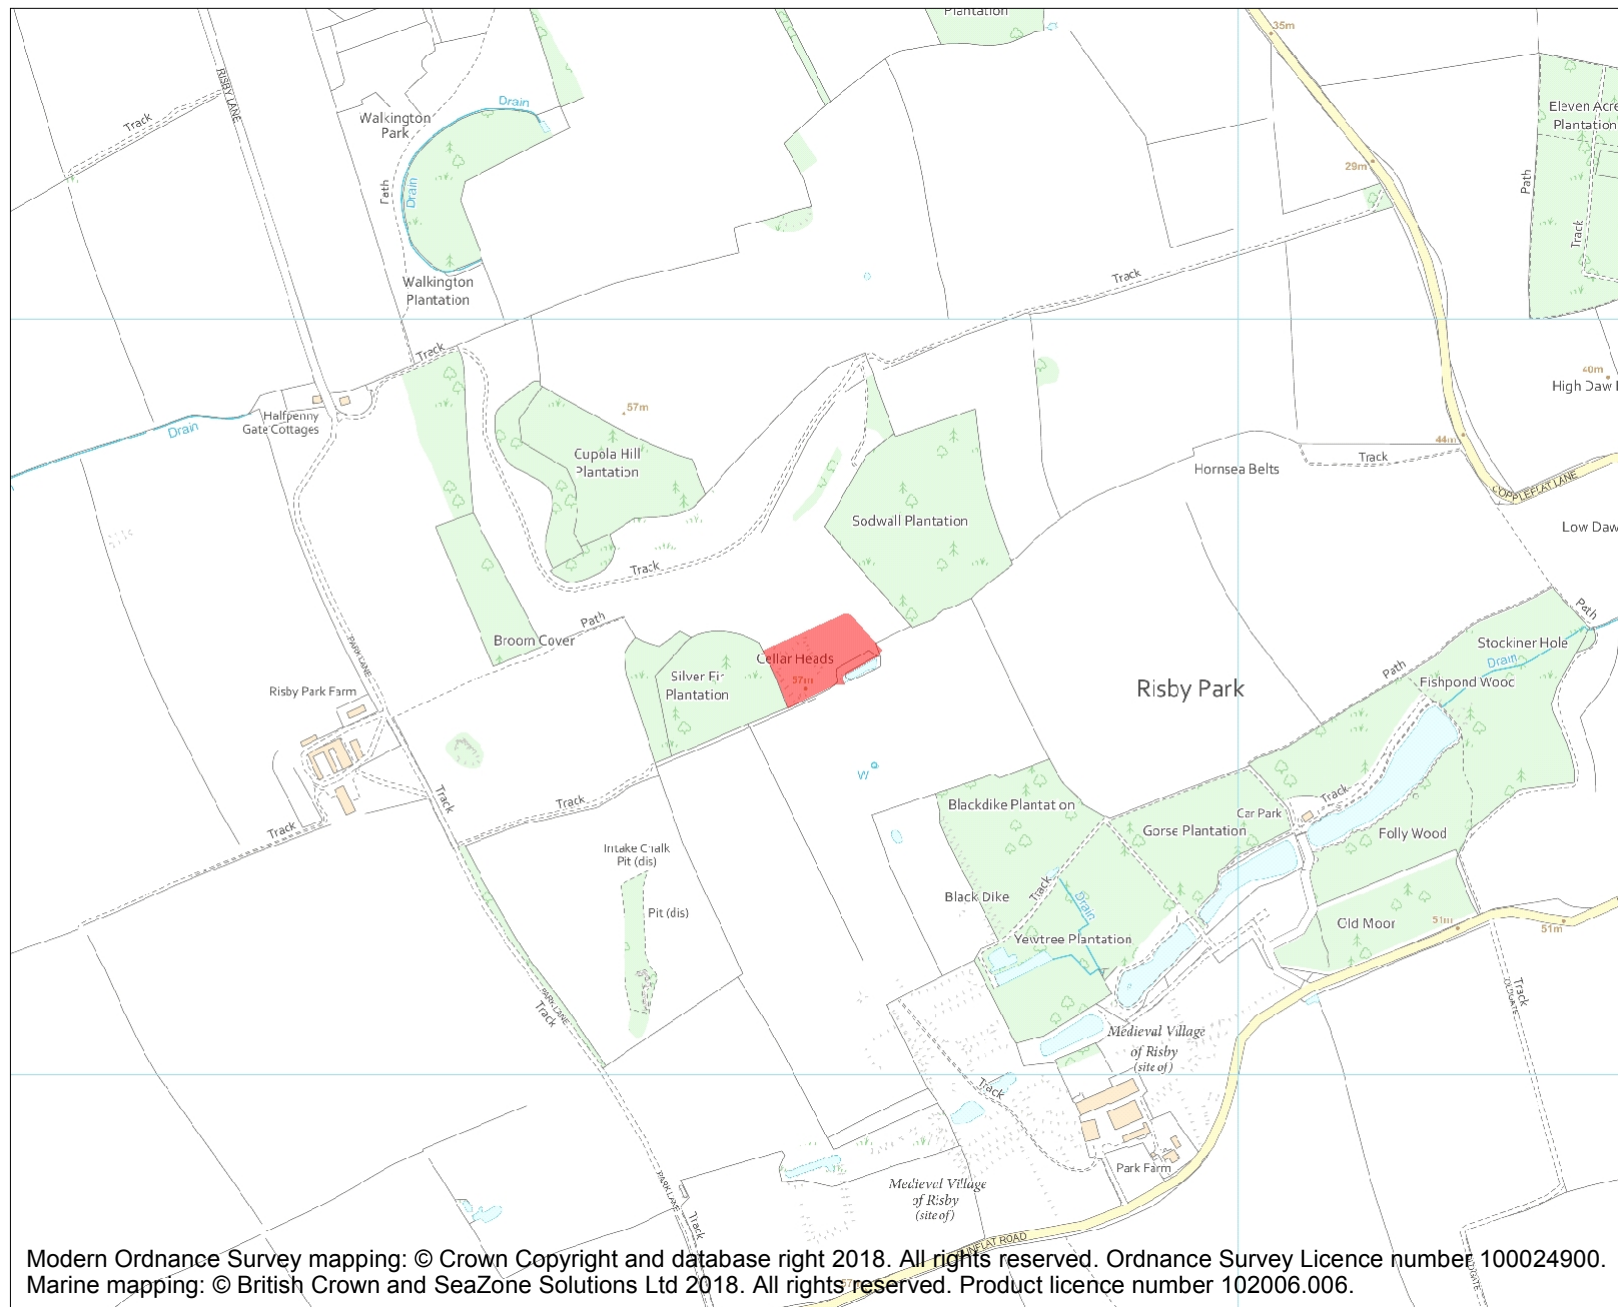 Plantation
35m
RISBY LANE
Track
Drain
Walkington
Park
Path
Drain
Walkington
Plantation
29m
Eleven Acre
Plantation
Path
Track
Track
Track
Halfpenny
Gate Cottages
Drain
57m
Cupola Hill
Plantation
Sodwall Plantation
40m
High Daw
44m
Track
Hornsea Belts
COPPLEFLAT LANE
Low Daw
Track
Path
Broom Cover
PARK LANE
Cellar Heads
57m
Silver Fir
Plantation
Risby Park Farm
Risby Park
Path
Stockiner Hole
Drain
Fishpond Wood
Path
W
Track
Track
Track
Blackdike Plantation
Car Park
Track
Gorse Plantation
Folly Wood
Intake Chalk
Pit (dis)
Pit (dis)
Black Dike
Track
Drain
Yewtree Plantation
Old Moor
51m
51m
PARK LANE
Track
Track
Medieval Village
of Risby
(site of)
Track
Park Farm
Medieval Village
of Risby
(site of)
PARK LANE
Track
Modern Ordnance Survey mapping: © Crown Copyright and database right 2018. All rights reserved. Ordnance Survey Licence number 100024900.
Marine mapping: © British Crown and SeaZone Solutions Ltd 2018. All rights reserved. Product licence number 102006.006.